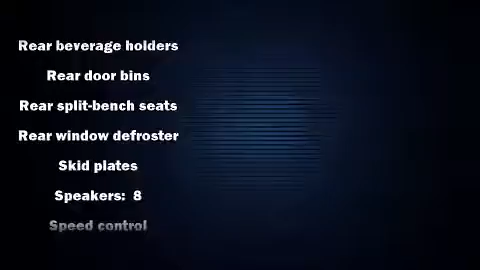 Rear beverage holders
Rear door bins
Rear split-bench seats
Rear window defroster
Skid plates
Speakers: 8
Speed control